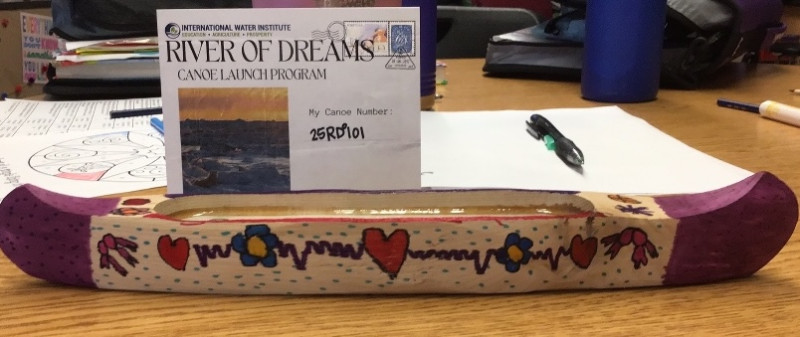 INTERNATIONAL WATER INSTITUTE
EDUCATION • AGRICULTURE • PROSPERITY
RIVER OF DREAMS
CANOE LAUNCH PROGRAM
My Canoe Number:
25RD101